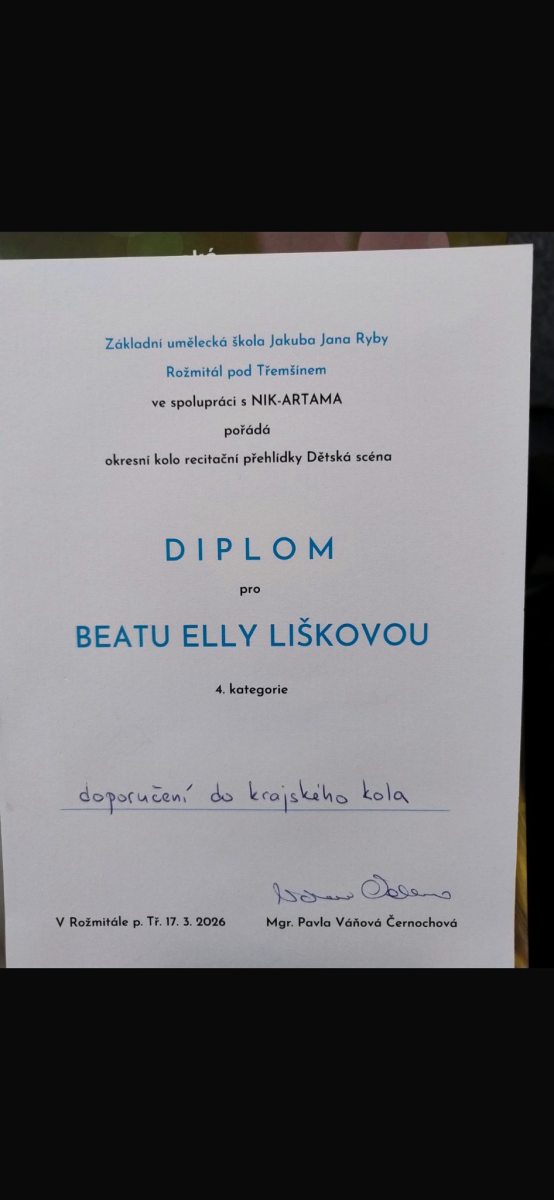 Základní umělecká škola Jakuba Jana Ryby
Rožmitál pod Třemšínem
ve spolupráci s NIK-ARTAMA
pořádá
okresní kolo recitační přehlídky Dětská scéna
DIPLOM
pro
BEATU ELLY LIŠKOVOU
4. kategorie
doporučení do krajského kola
V Rožmitále p. Tř. 17. 3. 2026 Mgr. Pavla Váňová Černochová